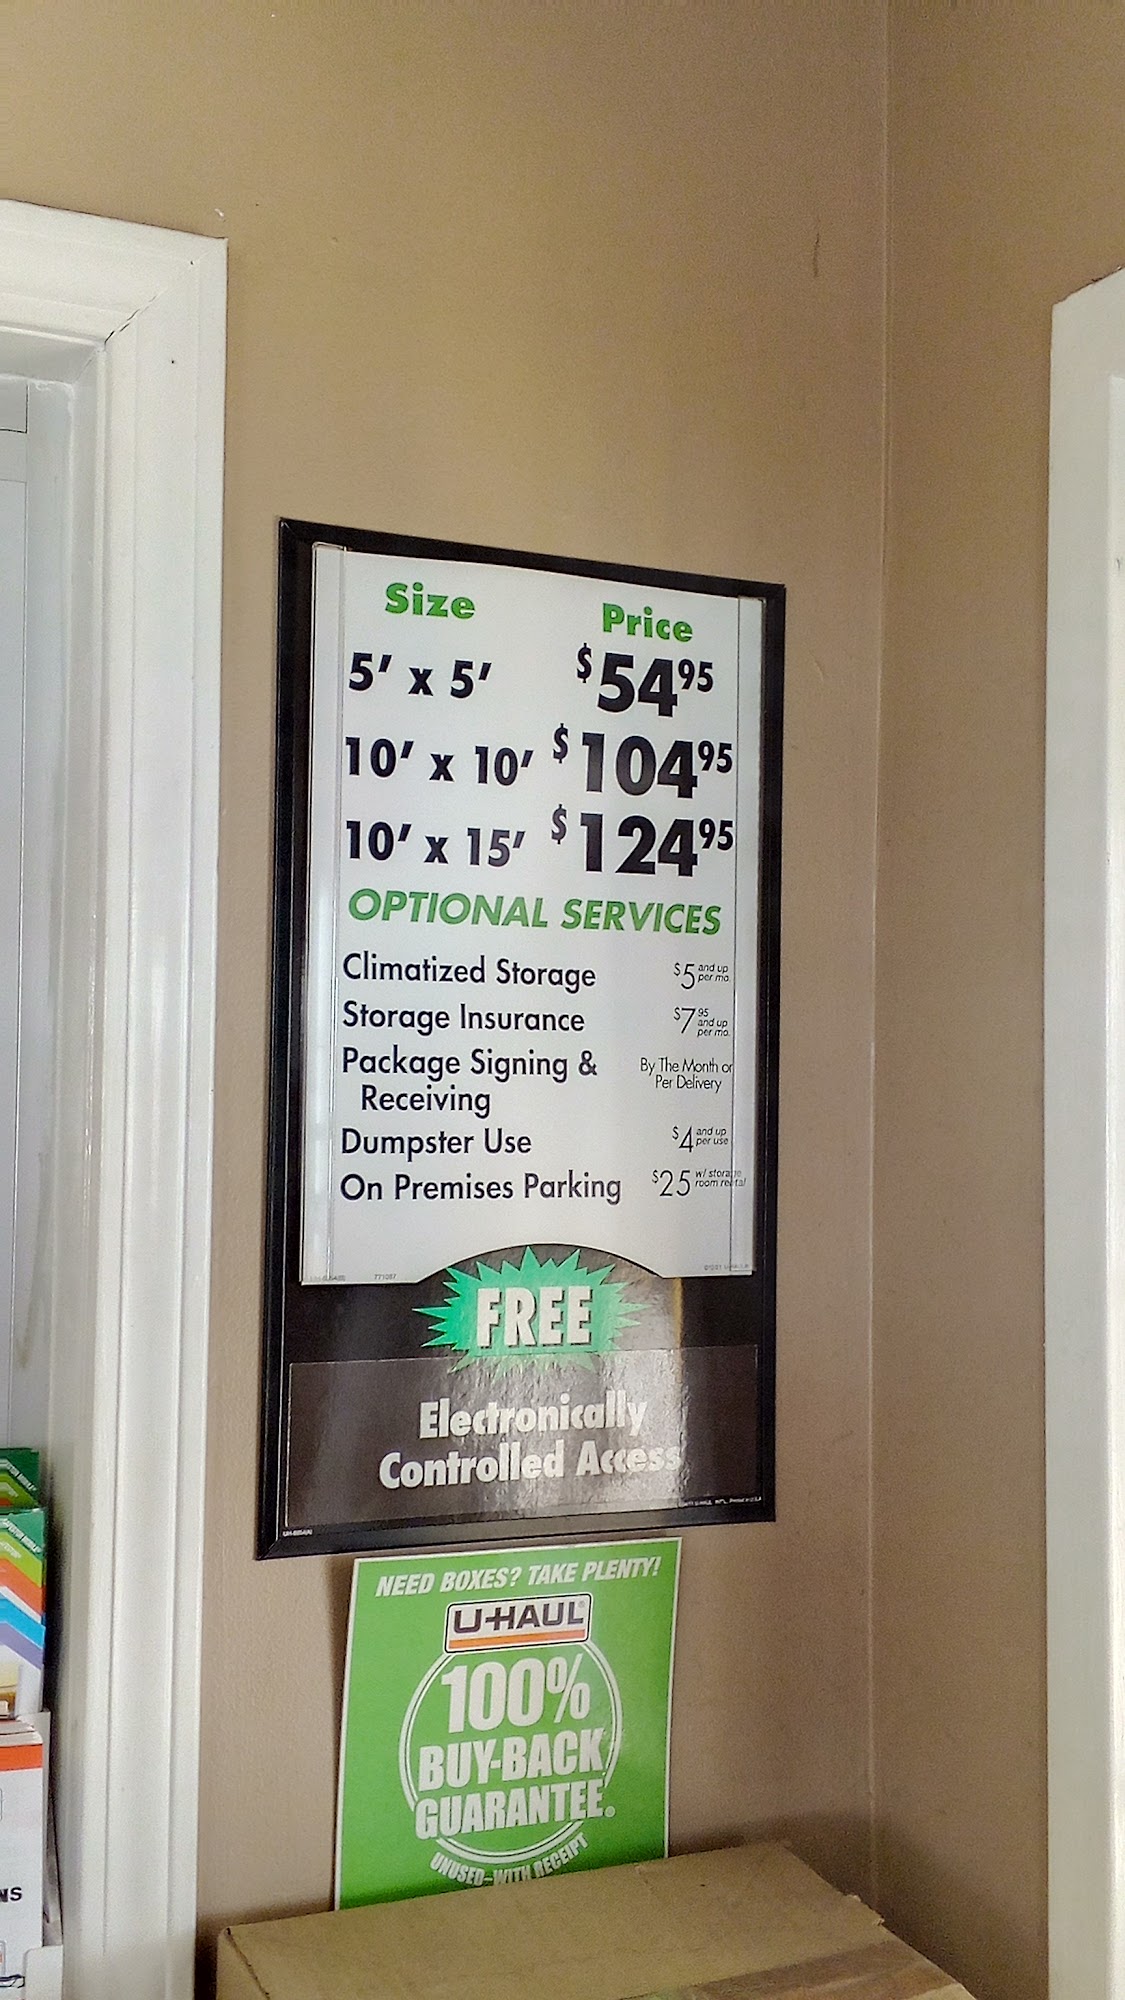 Size Price
5' x 5' $54.95
10' x 10' $104.95
10' x 15' $124.95
OPTIONAL SERVICES
Climatized Storage $5 and up per mo.
Storage Insurance $7.95 and up per mo.
Package Signing & Receiving By The Month or Per Delivery
Dumpster Use $4 and up per use
On Premises Parking $25 w/ storage room rental
771087
FREE
Electronically
Controlled Access
NEED BOXES? TAKE PLENTY!
U-HAUL®
100%
BUY-BACK
GUARANTEE®
UNUSED-WITH RECEIPT
NS